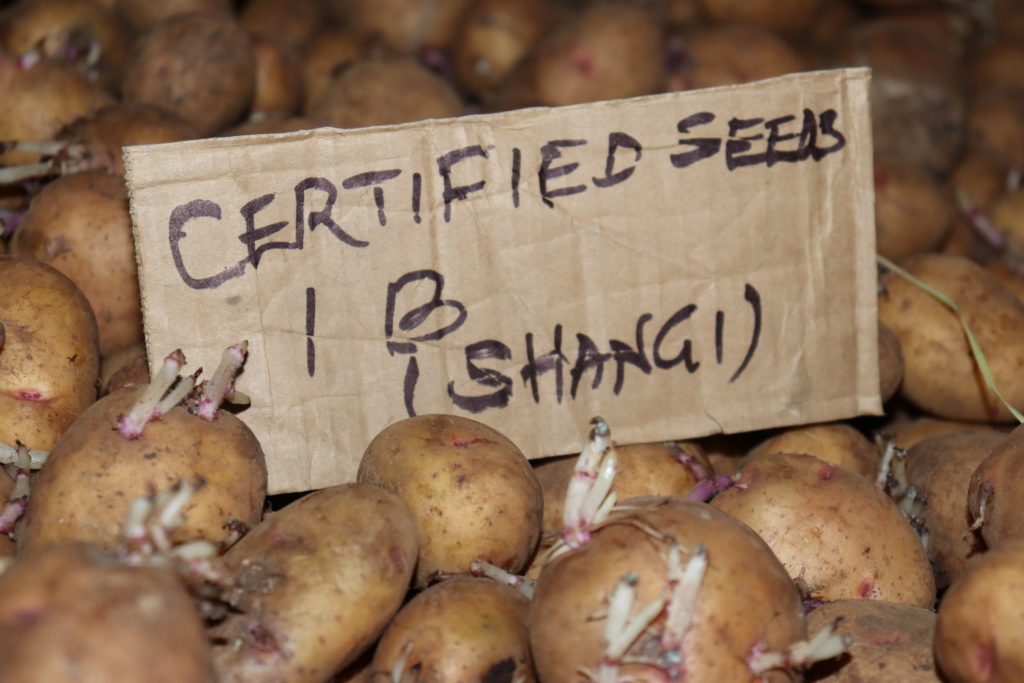 CERTIFIED SEEDS
1 B
(SHANGI)